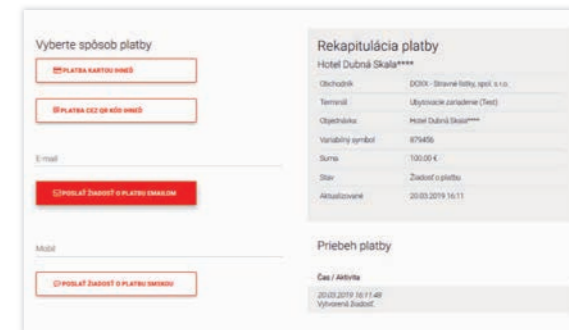 Vyberte spôsob platby
PLATBA KARTOU IHNEĎ
PLATBA CEZ QR KÓD IHNEĎ
E-mail
POSLAŤ ŽIADOSŤ O PLATBU EMAILOM
Mobil
POSLAŤ ŽIADOSŤ O PLATBU SMSKOU
Rekapitulácia platby
Hotel Dubná Skala****
Obchodník DOXX - Stravné lístky, spol. s r.o.
Terminál Ubytovacie zariadenie (Test)
Objednávka Hotel Dubná Skala****
Variabilný symbol 879456
Suma 100.00 €
Stav Žiadosť o platbu
Aktualizované 20.03.2019 16:11
Priebeh platby
Čas / Aktivita
20.03.2019 16:11:48
Vytvorená žiadosť